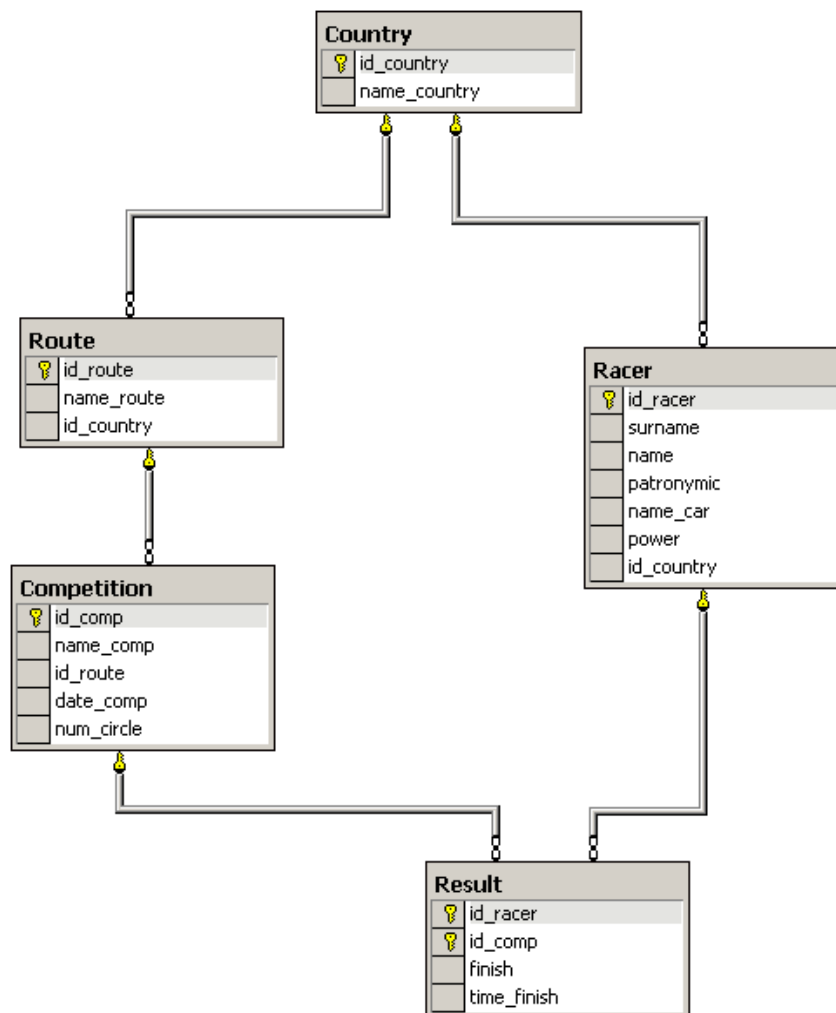 Country
id_country
name_country
Route
id_route
name_route
id_country
Racer
id_racer
surname
name
patronymic
name_car
power
id_country
Competition
id_comp
name_comp
id_route
date_comp
num_circle
Result
id_racer
id_comp
finish
time_finish